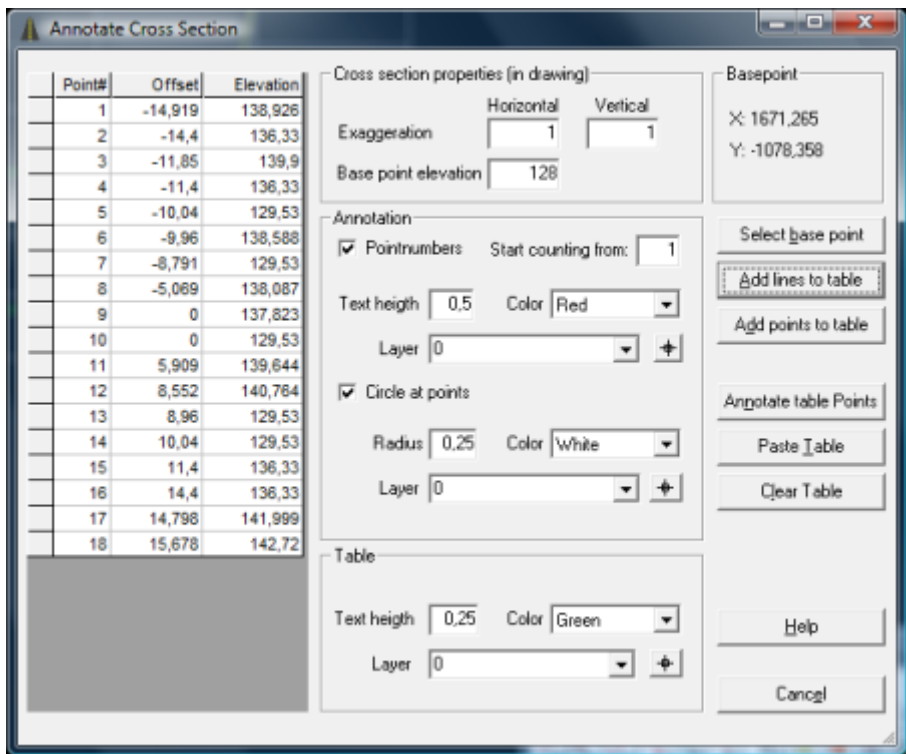 Annotate Cross Section
Point# Offset Elevation
1 -14,919 138,926
2 -14,4 136,33
3 -11,85 139,9
4 -11,4 136,33
5 -10,04 129,53
6 -9,96 138,588
7 -8,791 129,53
8 -5,069 138,087
9 0 137,823
10 0 129,53
11 5,909 139,644
12 8,552 140,764
13 8,96 129,53
14 10,04 129,53
15 11,4 136,33
16 14,4 136,33
17 14,798 141,999
18 15,678 142,72
Cross section properties (in drawing)
Horizontal Vertical
Exaggeration 1 1
Base point elevation 128
Annotation
Pointnumbers Start counting from: 1
Text heigth 0,5 Color Red
Layer 0
Circle at points
Radius 0,25 Color White
Layer 0
Table
Text heigth 0,25 Color Green
Layer 0
Basepoint
X: 1671,265
Y: -1078,358
Select base point
Add lines to table
Add points to table
Annotate table Points
Paste Table
Clear Table
Help
Cancel